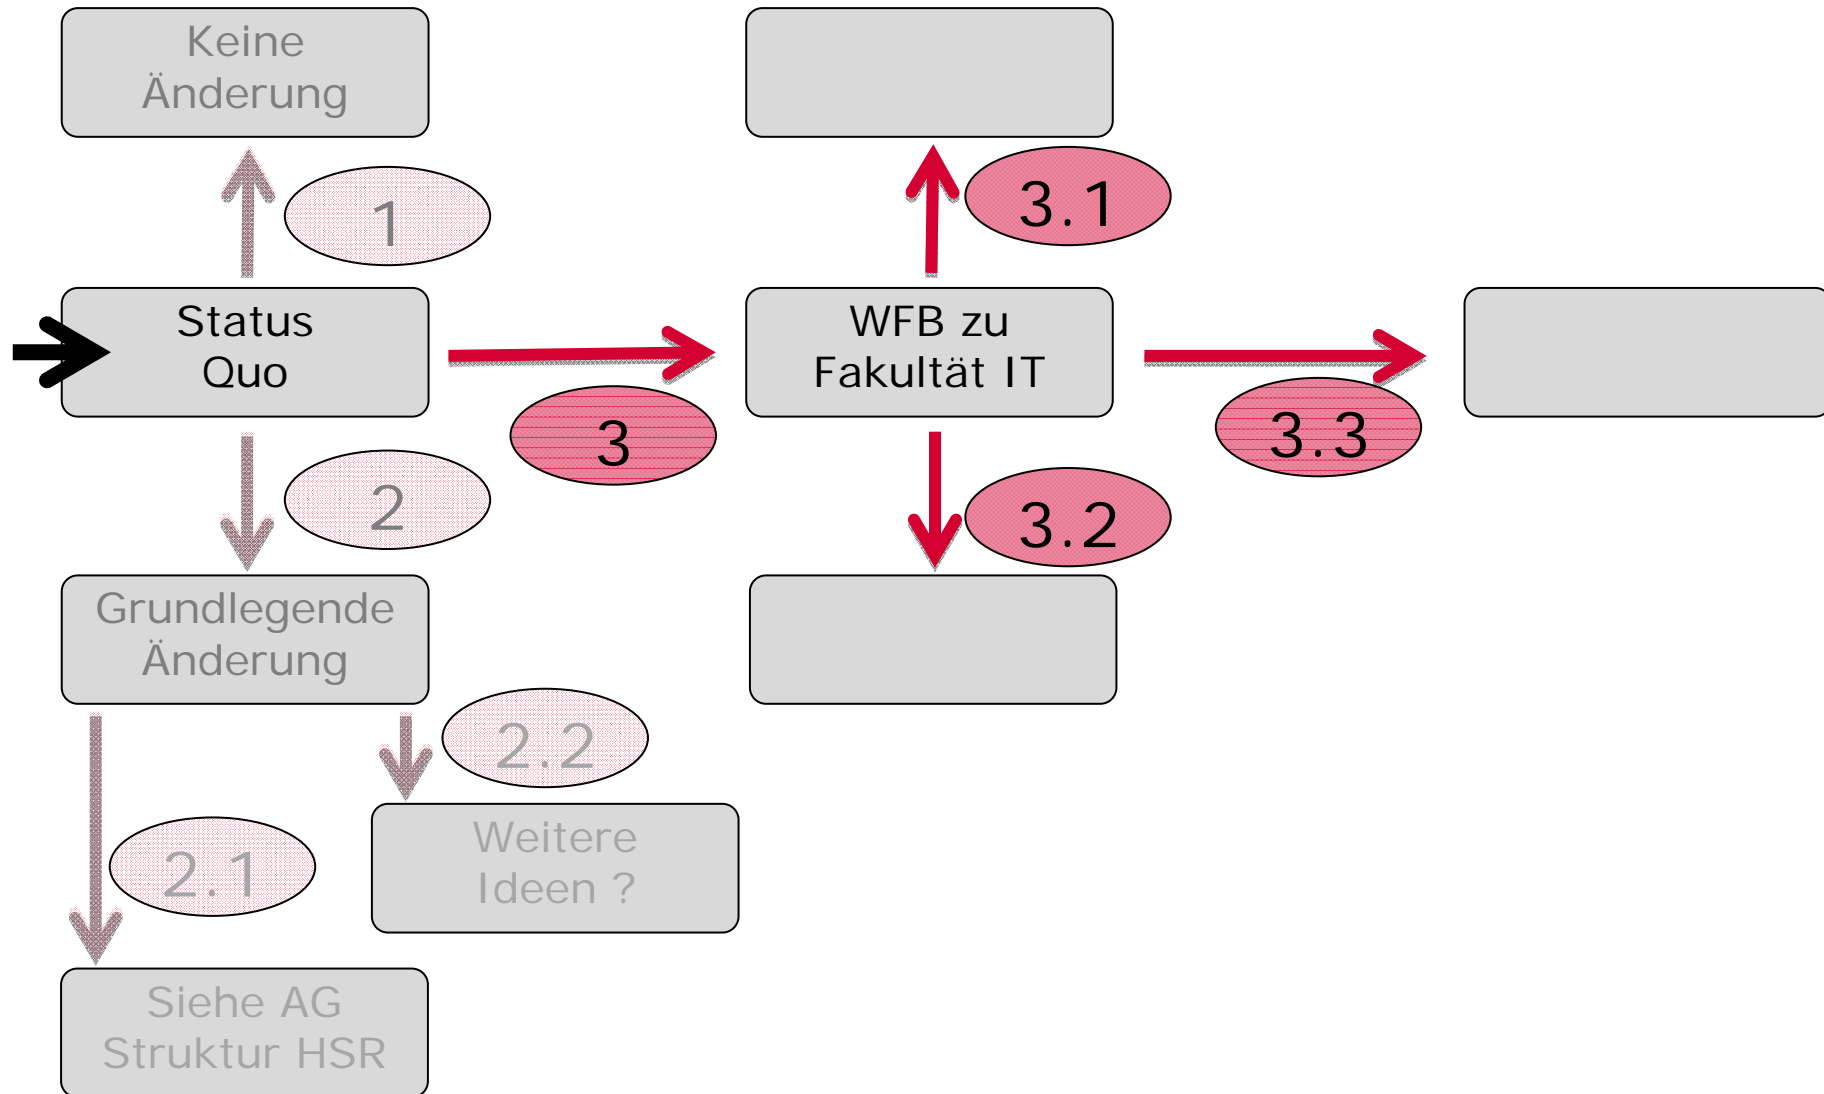 Keine
Änderung
1
3.1
Status
Quo
WFB zu
Fakultät IT
3
3.3
2
3.2
Grundlegende
Änderung
2.2
2.1
Weitere
Ideen ?
Siehe AG
Struktur HSR